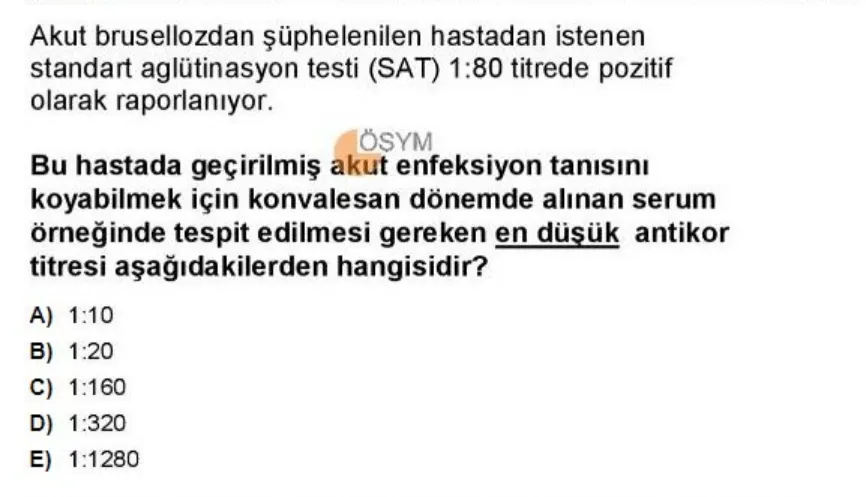 Akut brusellozdan şüphelenilen hastadan istenen
standart aglütinasyon testi (SAT) 1:80 titrede pozitif
olarak raporlanıyor.
ÖSYM
Bu hastada geçirilmiş akut enfeksiyon tanısını
koyabilmek için konvalesan dönemde alınan serum
örneğinde tespit edilmesi gereken en düşük antikor
titresi aşağıdakilerden hangisidir?
A) 1:10
B) 1:20
C) 1:160
D) 1:320
E) 1:1280